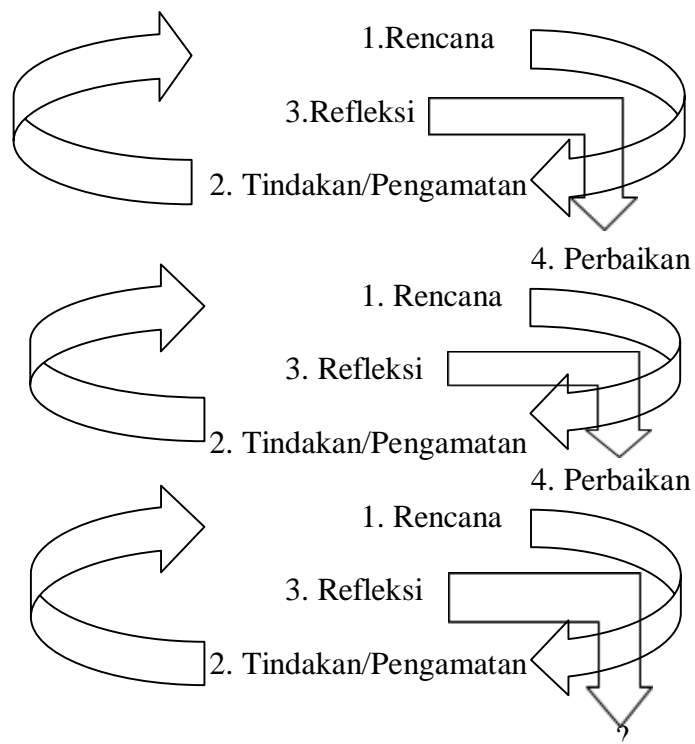 1.Rencana
3.Refleksi
2. Tindakan/Pengamatan
4. Perbaikan
1. Rencana
3. Refleksi
2. Tindakan/Pengamatan
4. Perbaikan
1. Rencana
3. Refleksi
2. Tindakan/Pengamatan
?